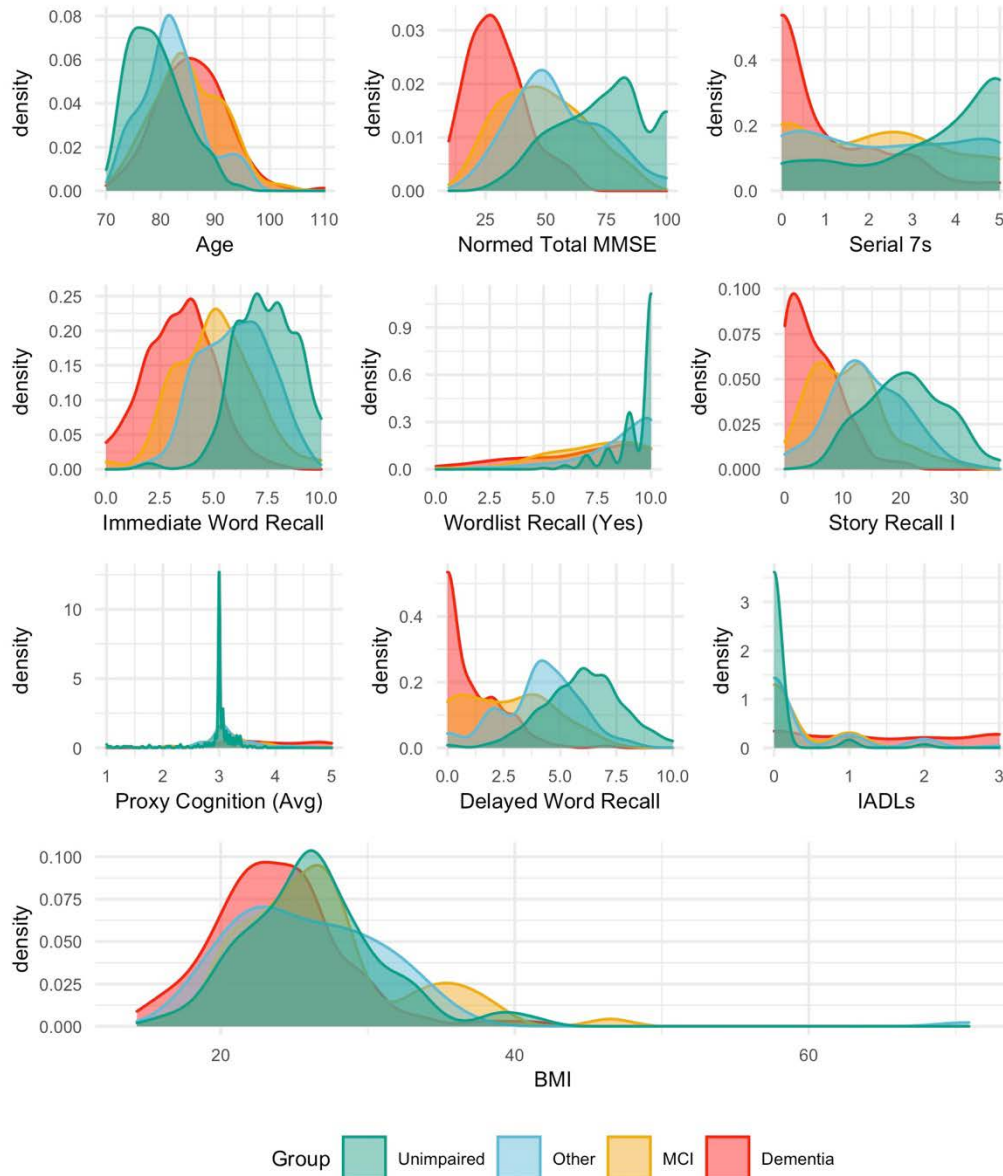 density
0.08
0.06
0.04
0.02
0.00
70 80 90 100 110
Age
density
0.03
0.02
0.01
0.00
25 50 75 100
Normed Total MMSE
density
0.4
0.2
0.0
0 1 2 3 4 5
Serial 7s
density
0.25
0.20
0.15
0.10
0.05
0.00
0.0 2.5 5.0 7.5 10.0
Immediate Word Recall
density
0.9
0.6
0.3
0.0
0.0 2.5 5.0 7.5 10.0
Wordlist Recall (Yes)
density
0.100
0.075
0.050
0.025
0.000
0 10 20 30
Story Recall I
density
10
5
0
1 2 3 4 5
Proxy Cognition (Avg)
density
0.4
0.2
0.0
0.0 2.5 5.0 7.5 10.0
Delayed Word Recall
density
3
2
1
0
0 1 2 3
IADLs
density
0.100
0.075
0.050
0.025
0.000
20 40 60
BMI
Group Unimpaired Other MCI Dementia